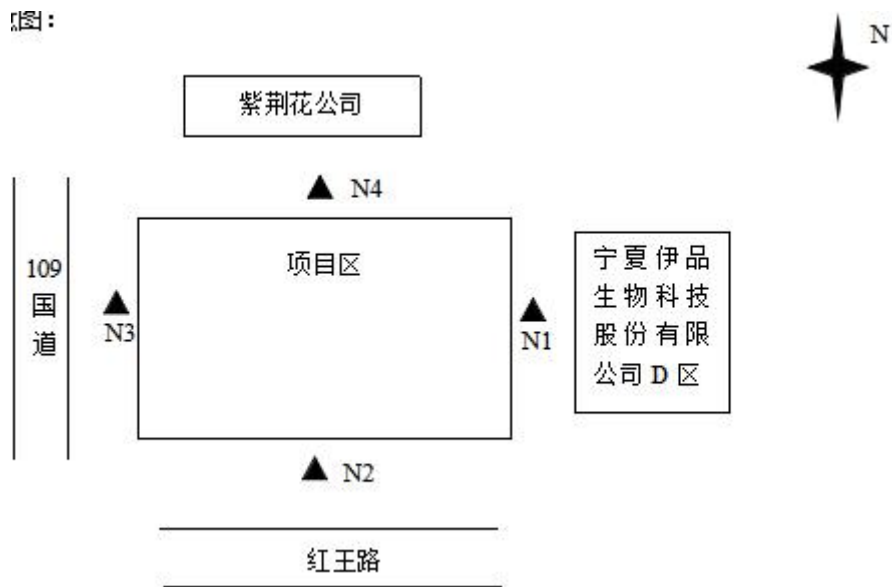 图：
N
紫荆花公司
N4
109
国
道
项目区
宁夏伊品
生物科技
股份有限
公司 D 区
N3
N1
N2
红王路